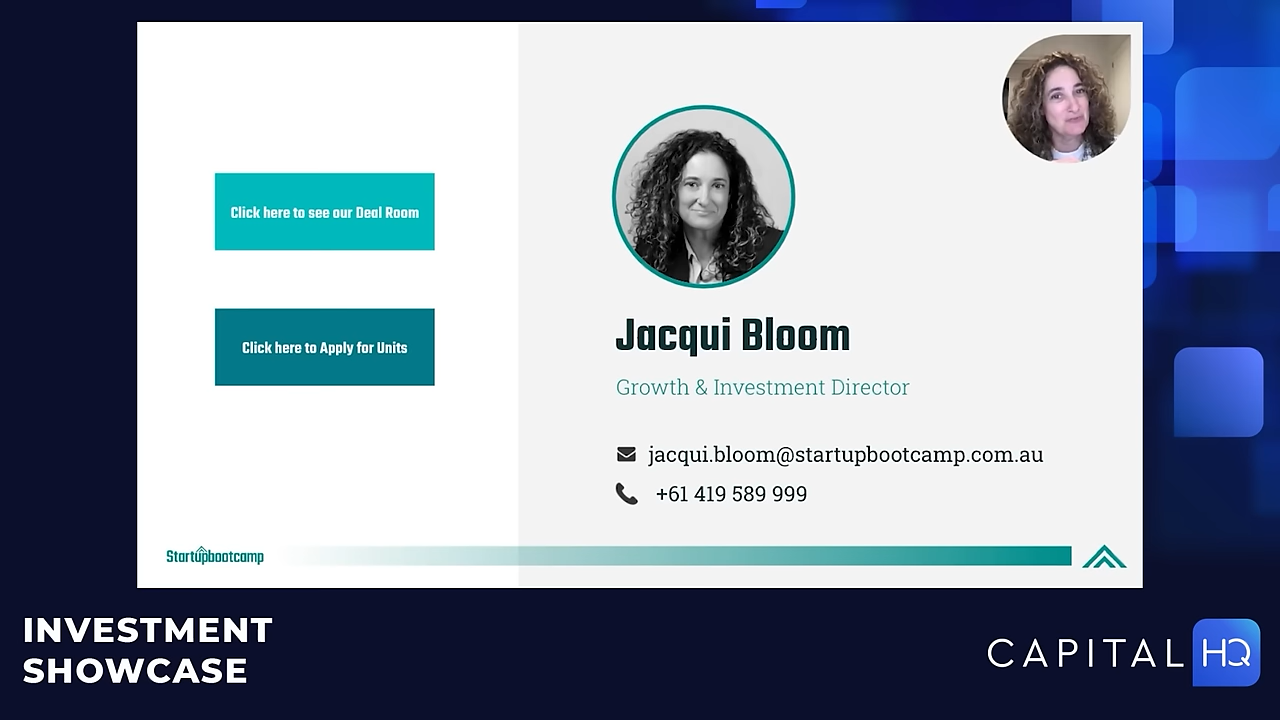 Click here to see our Deal Room
Click here to Apply for Units
Jacqui Bloom
Growth & Investment Director
jacqui.bloom@startupbootcamp.com.au
+61 419 589 999
Startupbootcamp
INVESTMENT
SHOWCASE
CAPITAL HQ